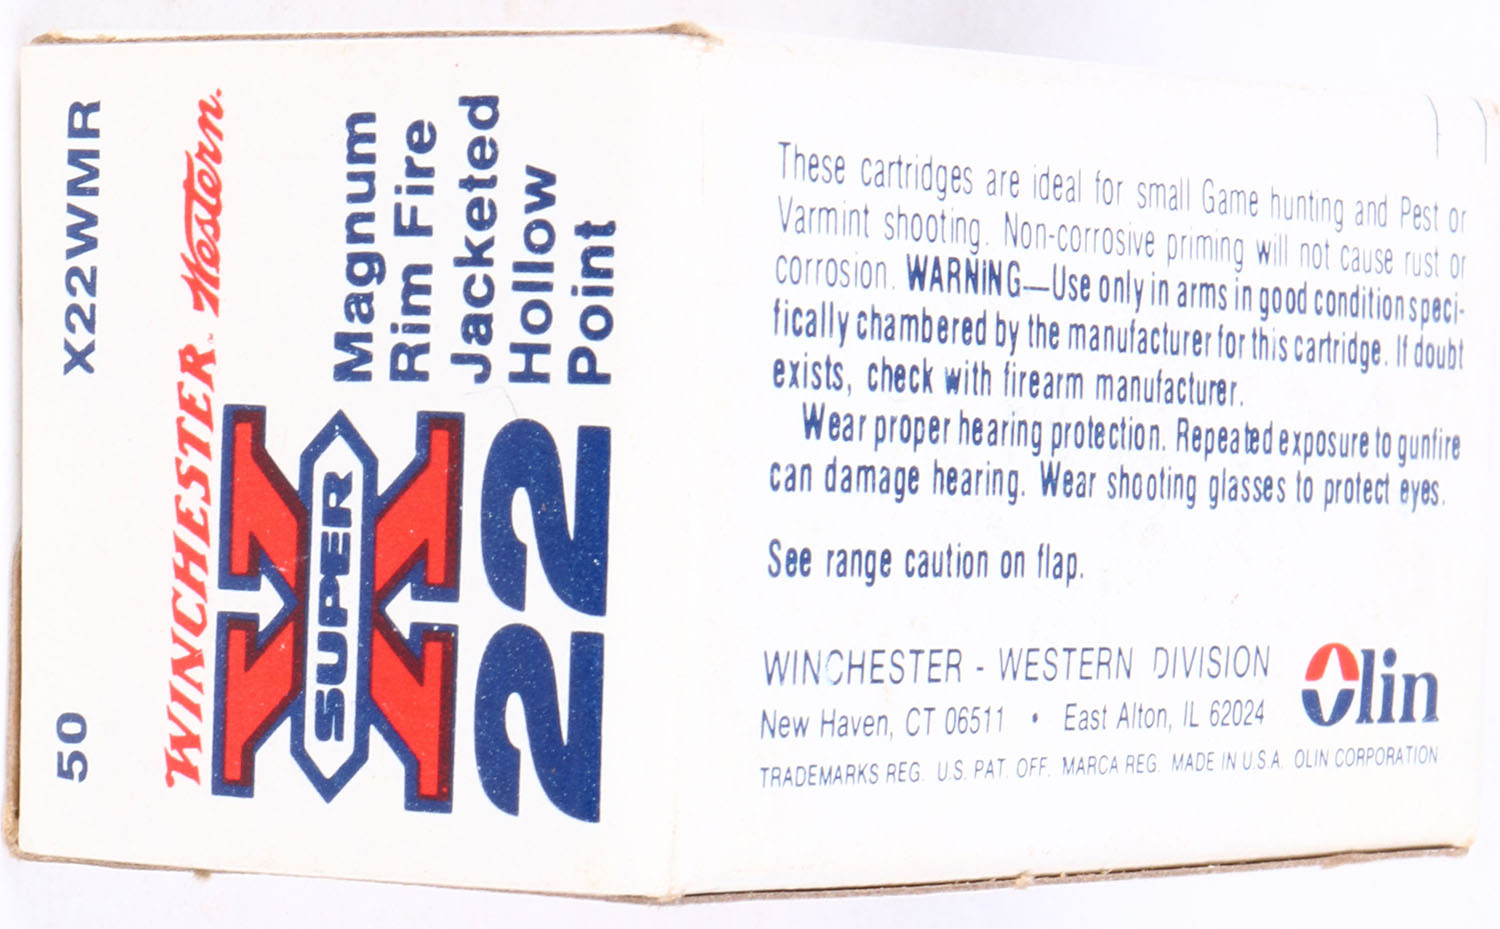 50 X22WMR
WINCHESTER Western.
SUPER X
Magnum
Rim Fire
Jacketed
Hollow
22 Point
These cartridges are ideal for small Game hunting and Pest or
Varmint shooting. Non-corrosive priming will not cause rust or
corrosion. WARNING—Use only in arms in good condition speci-
fically chambered by the manufacturer for this cartridge. If doubt
exists, check with firearm manufacturer.
Wear proper hearing protection. Repeated exposure to gunfire
can damage hearing. Wear shooting glasses to protect eyes.
See range caution on flap.
WINCHESTER - WESTERN DIVISION
New Haven, CT 06511 • East Alton, IL 62024
Olin
TRADEMARKS REG. U.S. PAT. OFF. MARCA REG. MADE IN U.S.A. OLIN CORPORATION